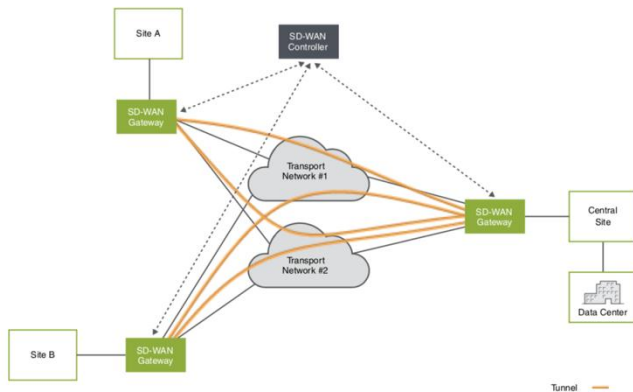 Site A
SD-WAN
Controller
SD-WAN
Gateway
Transport
Network #1
SD-WAN
Gateway
Central
Site
Transport
Network #2
Data Center
Site B
SD-WAN
Gateway
Tunnel